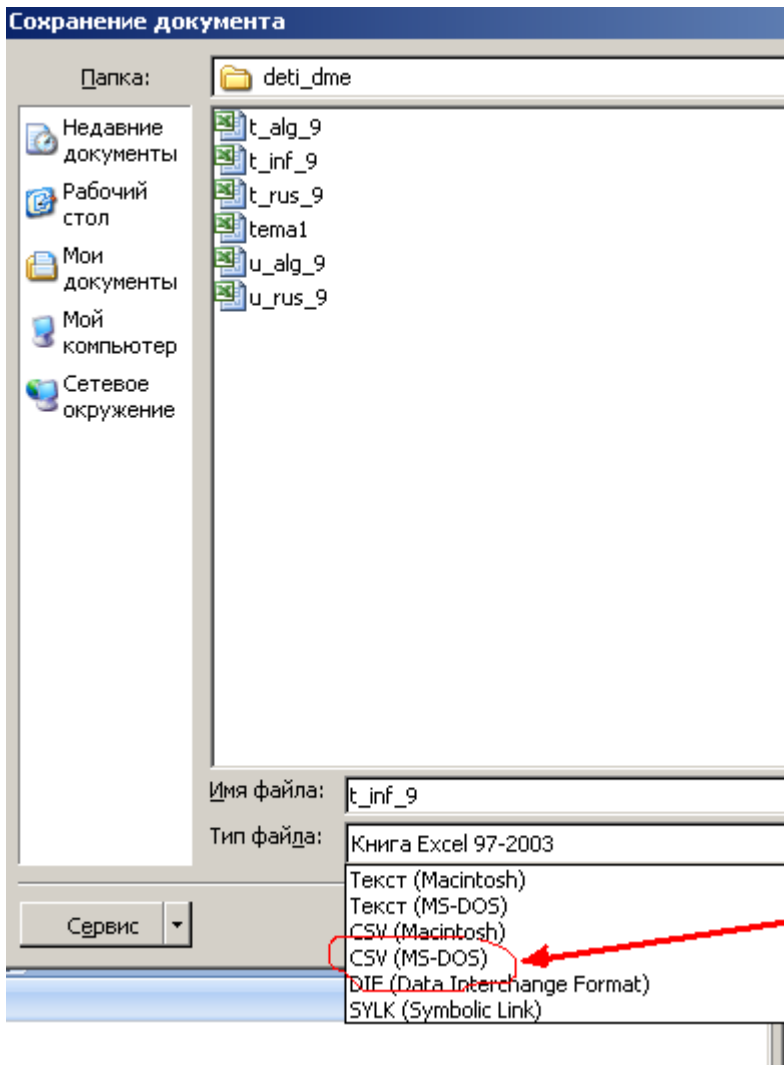 Сохранение документа
Папка:
deti_dme
Недавние
документы
Рабочий
стол
Мои
документы
Мой
компьютер
Сетевое
окружение
t_alg_9
t_inf_9
t_rus_9
tema1
u_alg_9
u_rus_9
Имя файла:
t_inf_9
Тип файла:
Книга Excel 97-2003
Текст (Macintosh)
Текст (MS-DOS)
CSV (Macintosh)
CSV (MS-DOS)
DIF (Data Interchange Format)
SYLK (Symbolic Link)
Сервис